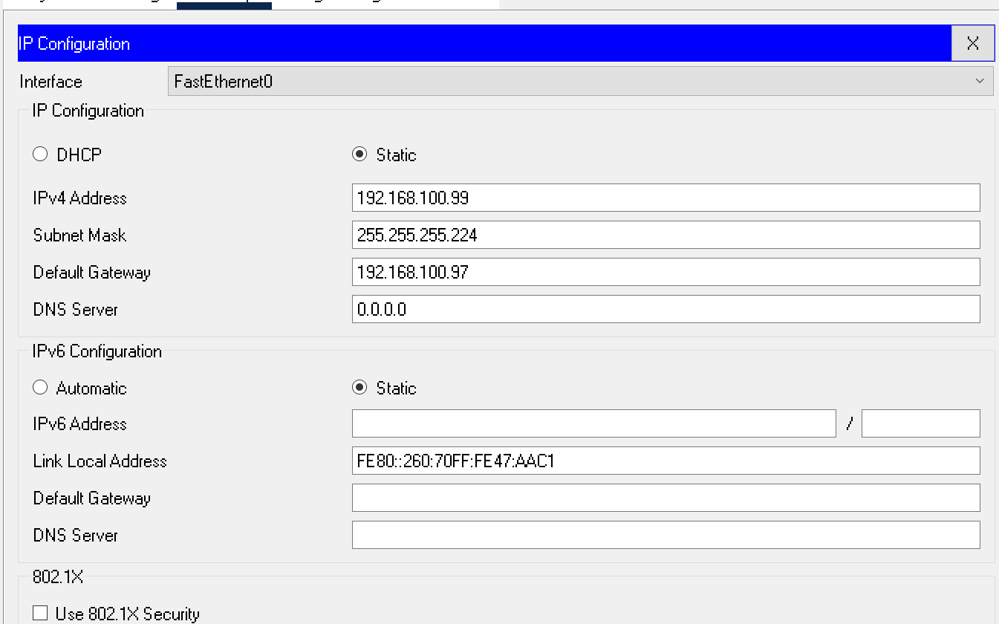 IP Configuration X
Interface FastEthernet0
IP Configuration
DHCP Static
IPv4 Address 192.168.100.99
Subnet Mask 255.255.255.224
Default Gateway 192.168.100.97
DNS Server 0.0.0.0
IPv6 Configuration
Automatic Static
IPv6 Address /
Link Local Address FE80::260:70FF:FE47:AAC1
Default Gateway
DNS Server
802.1X
Use 802.1X Security